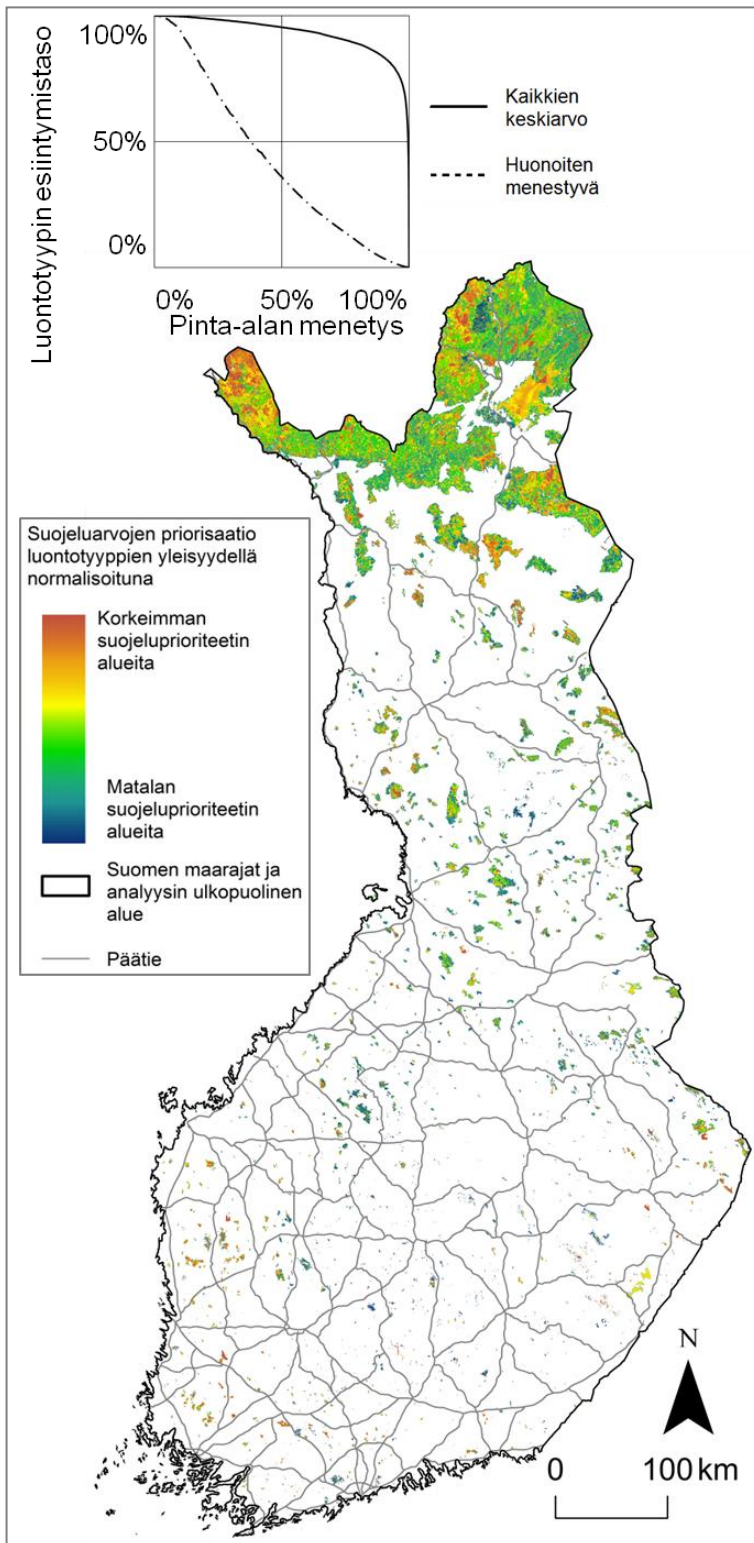 Luontotyypin esiintymistaso
100%
50%
0%
0%
50%
100%
Pinta-alan menetys
Kaikkien
keskiarvo
Huonoiten
menestyvä
Suojeluarvojen priorisaatio
luontotyyppien yleisyydellä
normalisoituna
Korkeimman
suojeluprioriteetin
alueita
Matalan
suojeluprioriteetin
alueita
Suomen maarajat ja
analyysin ulkopuolinen
alue
Päätie
N
0
100 km